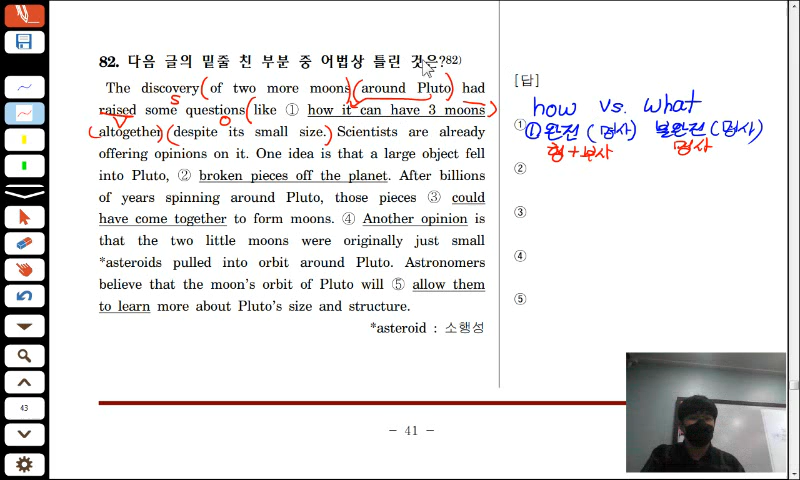 82. 다음 글의 밑줄 친 부분 중 어법상 틀린 것은?82)
The discovery of two more moons around Pluto had
raised some questions like ① how it can have 3 moons
altogether despite its small size. Scientists are already
offering opinions on it. One idea is that a large object fell
into Pluto, ② broken pieces off the planet. After billions
of years spinning around Pluto, those pieces ③ could
have come together to form moons. ④ Another opinion is
that the two little moons were originally just small
*asteroids pulled into orbit around Pluto. Astronomers
believe that the moon's orbit of Pluto will ⑤ allow them
to learn more about Pluto's size and structure.
*asteroid : 소행성
- 41 -
S
V
O
[답]
how vs. what
① ① 완전 (명사) 불완전 (명사)
형+부사 명사
②
③
④
⑤
43